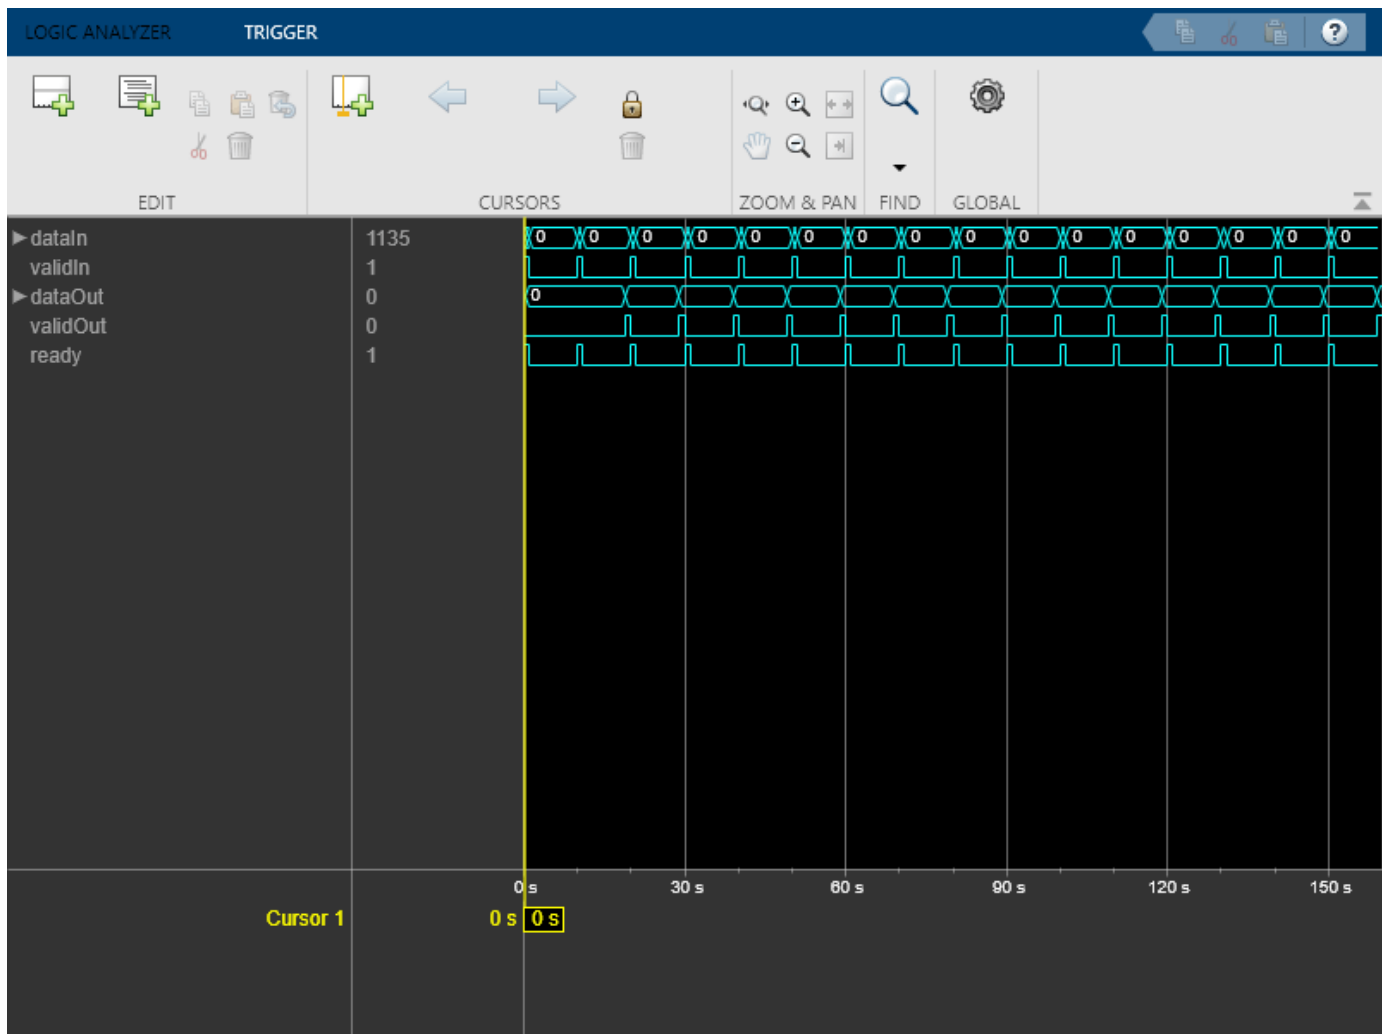 LOGIC ANALYZER TRIGGER ?
EDIT CURSORS ZOOM & PAN FIND GLOBAL
dataIn 1135 0 0 0 0 0 0 0 0 0 0 0 0 0 0 0 0
validIn 1
dataOut 0 0
validOut 0
ready 1
0 s 30 s 60 s 90 s 120 s 150 s
Cursor 1 0 s 0 s